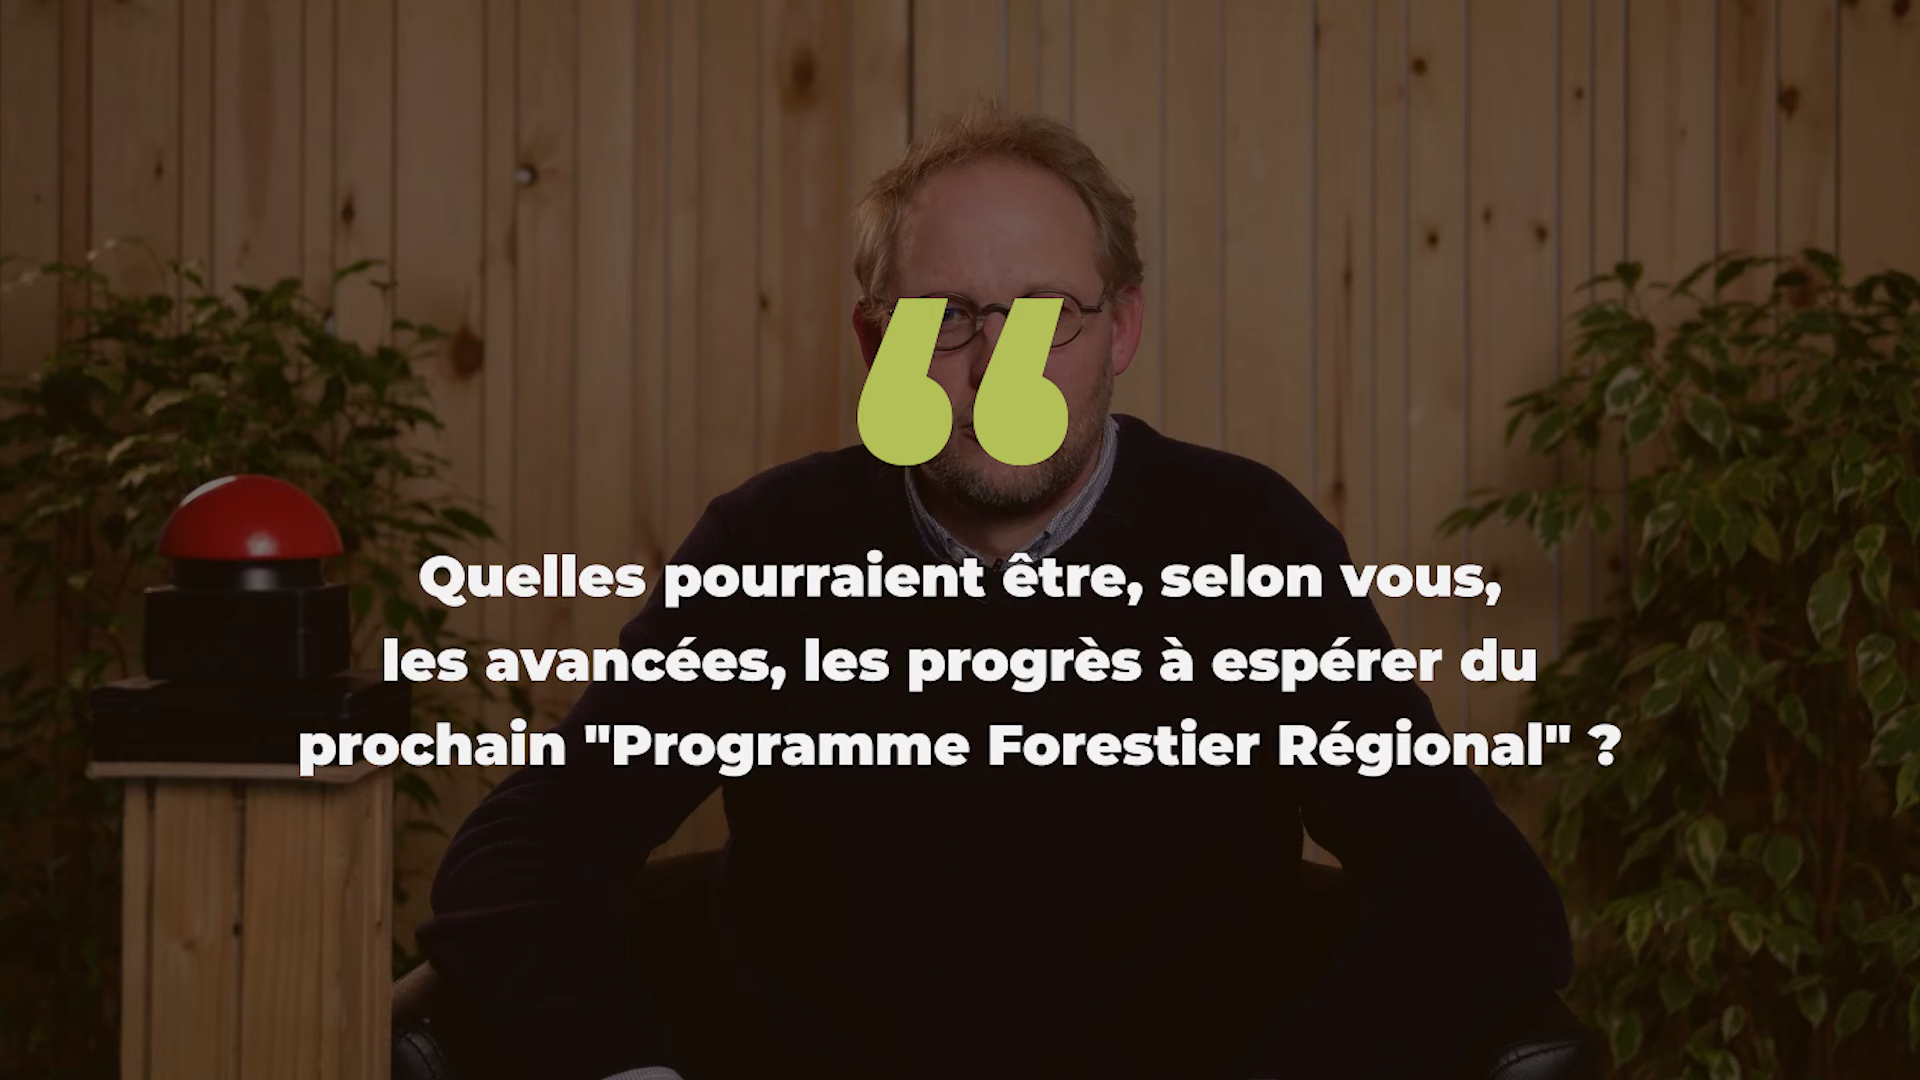 “
Quelles pourraient être, selon vous,
les avancées, les progrès à espérer du
prochain "Programme Forestier Régional" ?